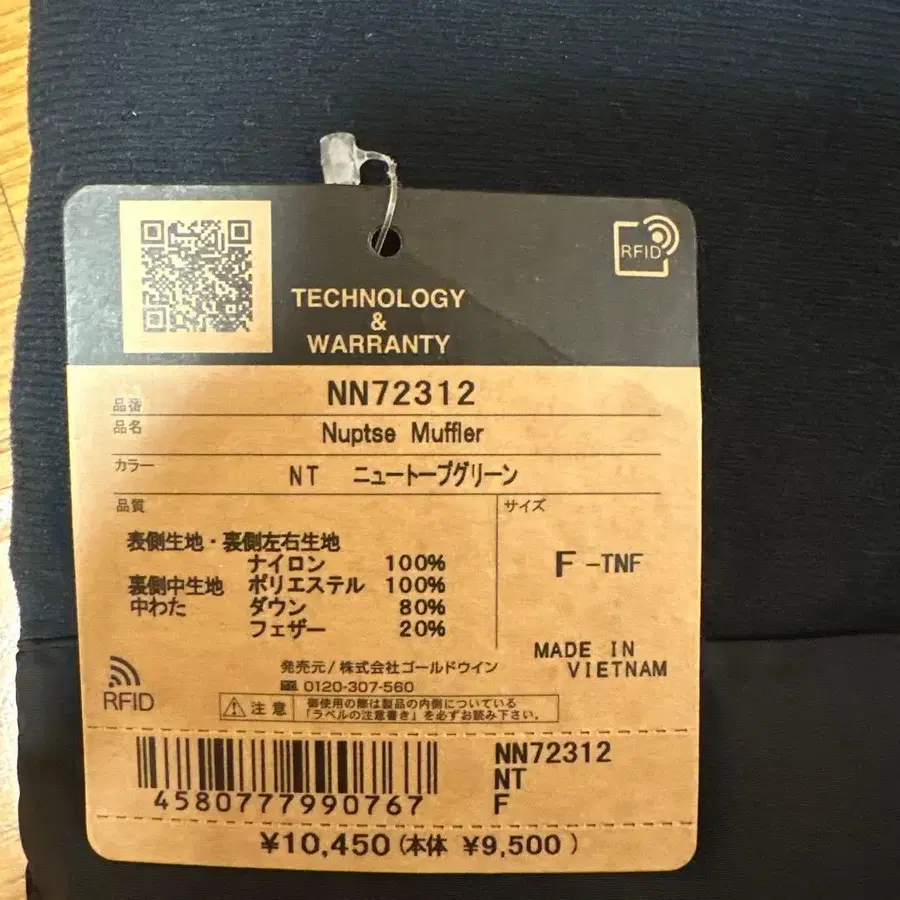 RFID
TECHNOLOGY
&
WARRANTY
品番 NN72312
品名 Nuptse Muffler
カラー NT ニュートープグリーン
品質 サイズ
表側生地・裏側左右生地
ナイロン 100%
裏側中生地 ポリエステル 100%
中わた ダウン 80%
フェザー 20%
F -TNF
MADE IN
VIETNAM
発売元/株式会社ゴールドウイン
0120-307-560
RFID
注意 御使用の際は製品の内側についている
「ラベルの注意書き」を必ずお読み下さい。
4580777990767
NN72312
NT
F
¥10,450(本体 ¥9,500)